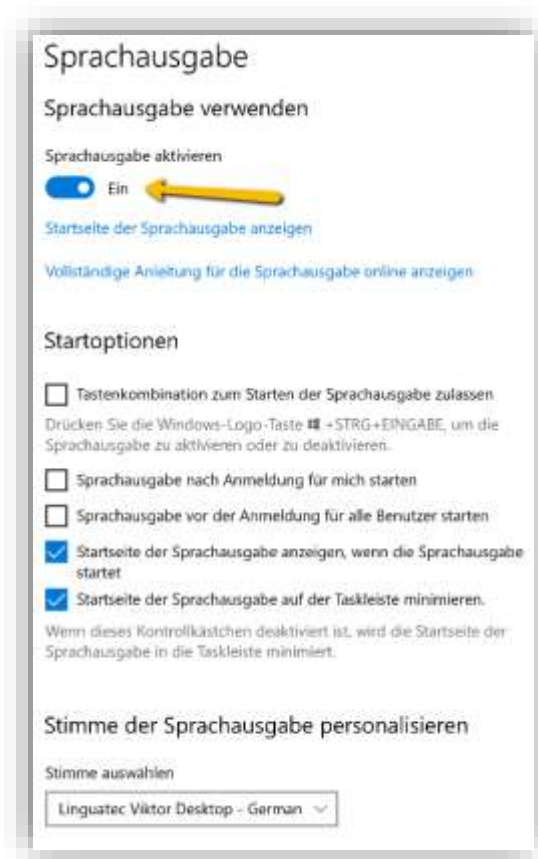 Sprachausgabe
Sprachausgabe verwenden
Sprachausgabe aktivieren
Ein
Startseite der Sprachausgabe anzeigen
Vollständige Anleitung für die Sprachausgabe online anzeigen
Startoptionen
Tastenkombination zum Starten der Sprachausgabe zulassen
Drücken Sie die Windows-Logo-Taste +STRG+EINGABE, um die
Sprachausgabe zu aktivieren oder zu deaktivieren.
Sprachausgabe nach Anmeldung für mich starten
Sprachausgabe vor der Anmeldung für alle Benutzer starten
Startseite der Sprachausgabe anzeigen, wenn die Sprachausgabe
startet
Startseite der Sprachausgabe auf der Taskleiste minimieren.
Wenn dieses Kontrollkästchen deaktiviert ist, wird die Startseite der
Sprachausgabe in die Taskleiste minimiert.
Stimme der Sprachausgabe personalisieren
Stimme auswählen
Linguatec Viktor Desktop - German